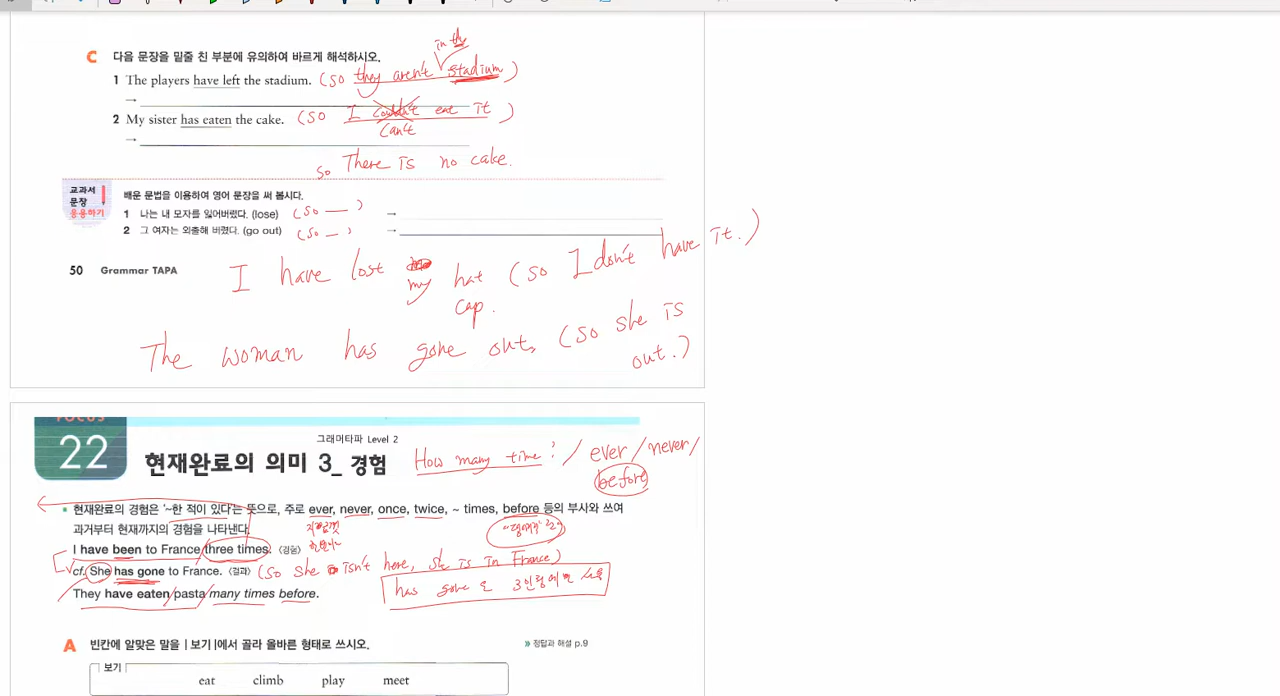 in the
C 다음 문장을 밑줄 친 부분에 유의하여 바르게 해석하시오.
1 The players have left the stadium. (so they aren't stadium)
→
2 My sister has eaten the cake. (so I couldn't eat it)
can't
→
so There is no cake.
교과서 문장 응용하기
배운 문법을 이용하여 영어 문장을 써 봅시다.
1 나는 내 모자를 잃어버렸다. (lose) (so __) →
2 그 여자는 외출해 버렸다. (go out) (so __) →
50 Grammar TAPA
I have lost my hat (so I don't have it.)
cap.
The woman has gone out. (so she is out.)
FOCUS 22
그래머타파 Level 2
현재완료의 의미 3_ 경험 How many time? / ever / never / before
현재완료의 경험은 '~한 적이 있다'는 뜻으로, 주로 ever, never, once, twice, ~ times, before 등의 부사와 쓰여
과거부터 현재까지의 경험을 나타낸다.
I have been to France three times. 〈경험〉
cf. She has gone to France. 〈결과〉 (so she isn't here, she is in France)
They have eaten pasta many times before. has gone 은 3인칭에만 사용
A 빈칸에 알맞은 말을 |보기|에서 골라 올바른 형태로 쓰시오. » 정답과 해설 p.9
보기
eat climb play meet